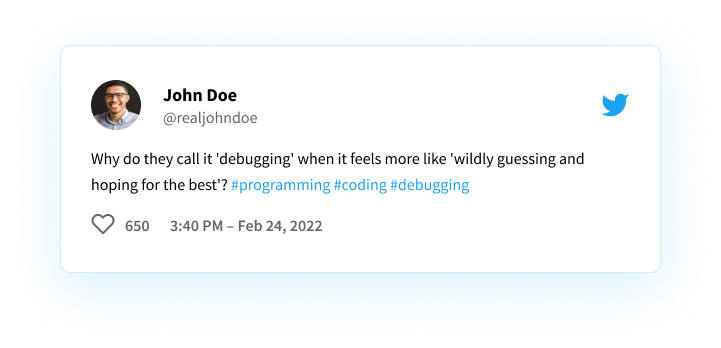 John Doe
@realjohndoe
Why do they call it 'debugging' when it feels more like 'wildly guessing and
hoping for the best'? #programming #coding #debugging
650 3:40 PM – Feb 24, 2022